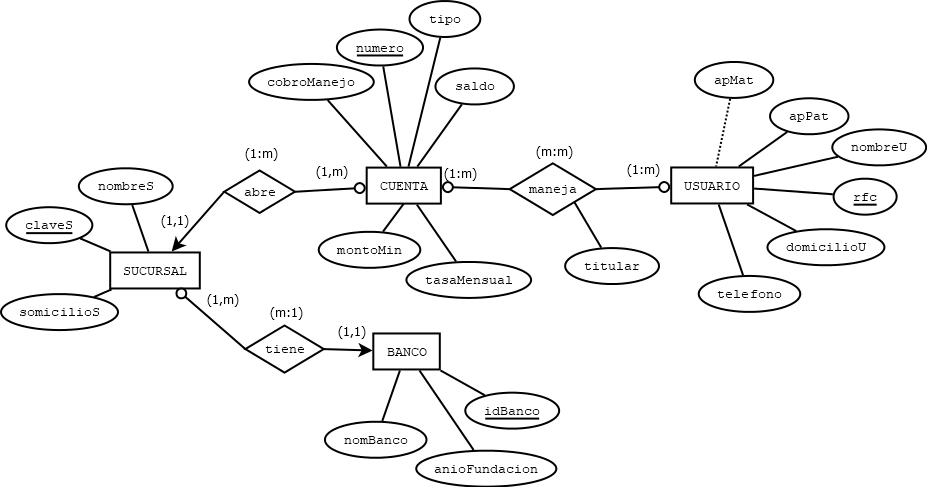 tipo
numero
cobroManejo
saldo
apMat
apPat
nombreU
(1:m)
(1,m)
(m:m)
(1:m)
(1:m)
nombreS
abre
CUENTA
maneja
USUARIO
rfc
(1,1)
claveS
montoMin
domicilioU
SUCURSAL
titular
tasaMensual
telefono
somicilioS
(1,m)
(m:1)
(1,1)
tiene
BANCO
idBanco
nomBanco
anioFundacion